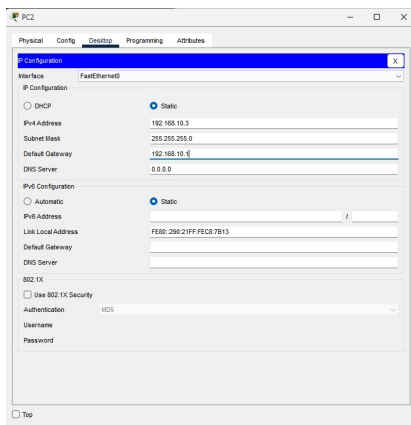 PC2
Physical Config Desktop Programming Attributes
IP Configuration X
Interface FastEthernet0
IP Configuration
DHCP Static
IPv4 Address 192.168.10.3
Subnet Mask 255.255.255.0
Default Gateway 192.168.10.1
DNS Server 0.0.0.0
IPv6 Configuration
Automatic Static
IPv6 Address /
Link Local Address FE80::290:21FF:FEC8:7B13
Default Gateway
DNS Server
802.1X
Use 802.1X Security
Authentication MD5
Username
Password
Top